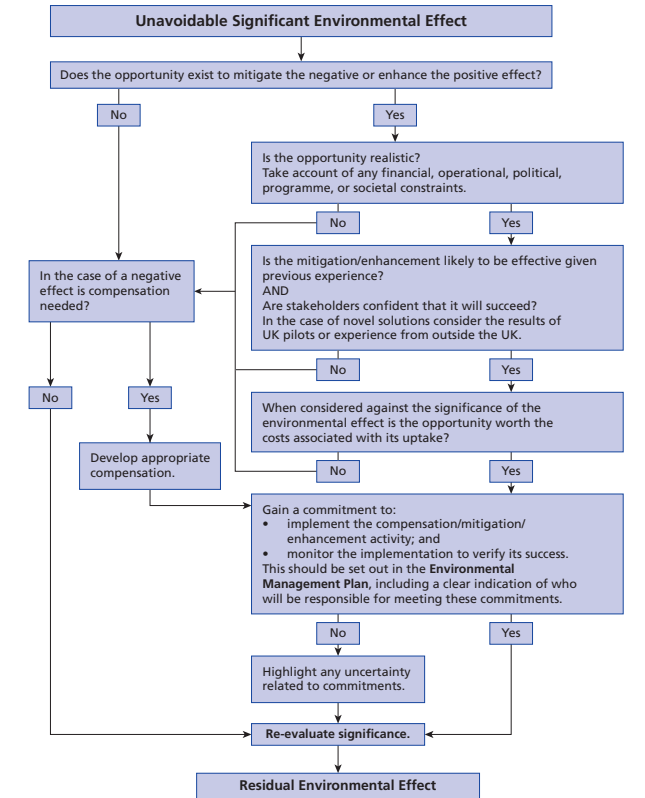 Unavoidable Significant Environmental Effect
Does the opportunity exist to mitigate the negative or enhance the positive effect?
No
Yes
Is the opportunity realistic?
Take account of any financial, operational, political,
programme, or societal constraints.
No
Yes
In the case of a negative
effect is compensation
needed?
Is the mitigation/enhancement likely to be effective given
previous experience?
AND
Are stakeholders confident that it will succeed?
In the case of novel solutions consider the results of
UK pilots or experience from outside the UK.
No
Yes
No
Yes
When considered against the significance of the
environmental effect is the opportunity worth the
costs associated with its uptake?
No
Yes
Develop appropriate
compensation.
Gain a commitment to:
• implement the compensation/mitigation/
enhancement activity; and
• monitor the implementation to verify its success.
This should be set out in the Environmental
Management Plan, including a clear indication of who
will be responsible for meeting these commitments.
No
Yes
Highlight any uncertainty
related to commitments.
Re-evaluate significance.
Residual Environmental Effect